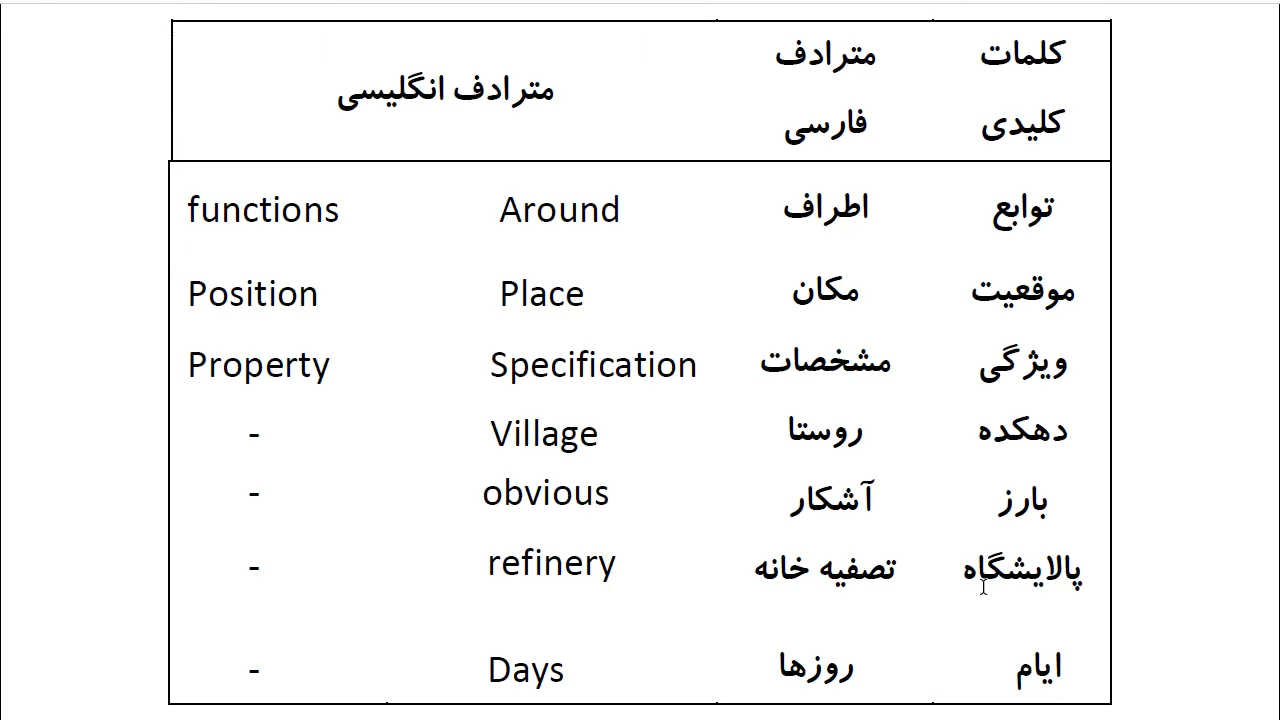 کلمات کلیدی مترادف فارسی مترادف انگلیسی
توابع اطراف Around functions
موقعیت مکان Place Position
ویژگی مشخصات Specification Property
دهکده روستا Village -
بارز آشکار obvious -
پالایشگاه تصفیه خانه refinery -
ایام روزها Days -